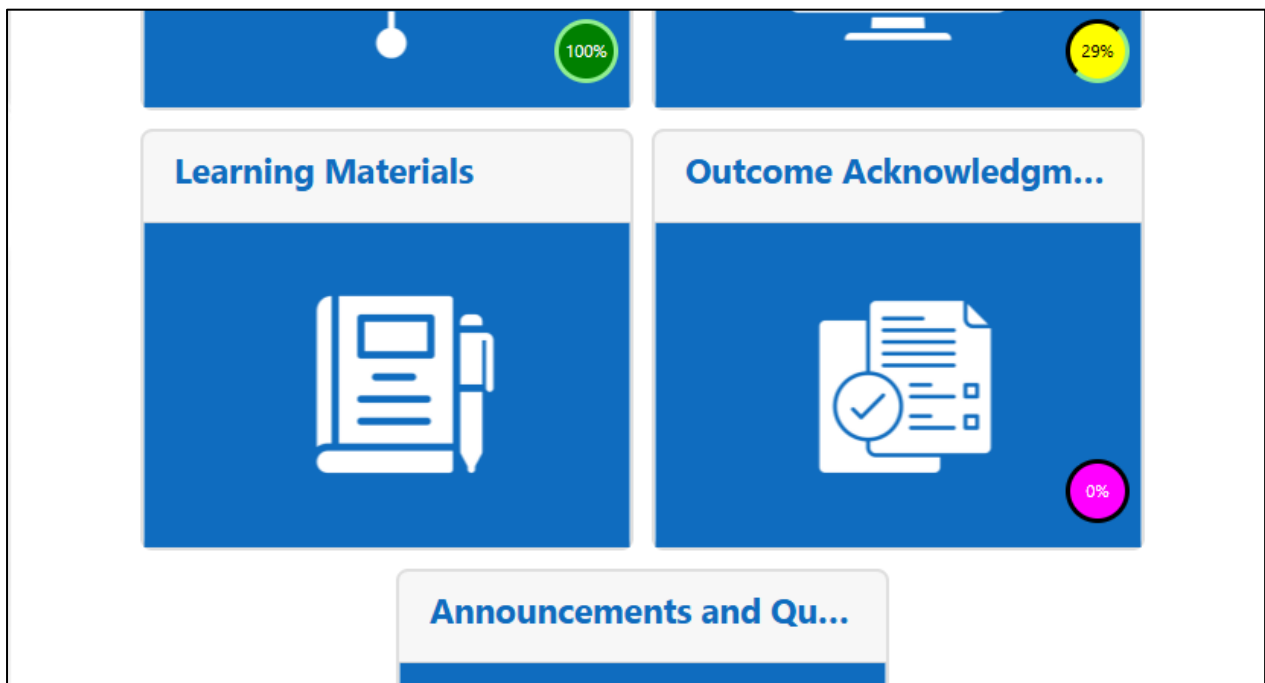 100%
29%
Learning Materials
Outcome Acknowledgm...
0%
Announcements and Qu...